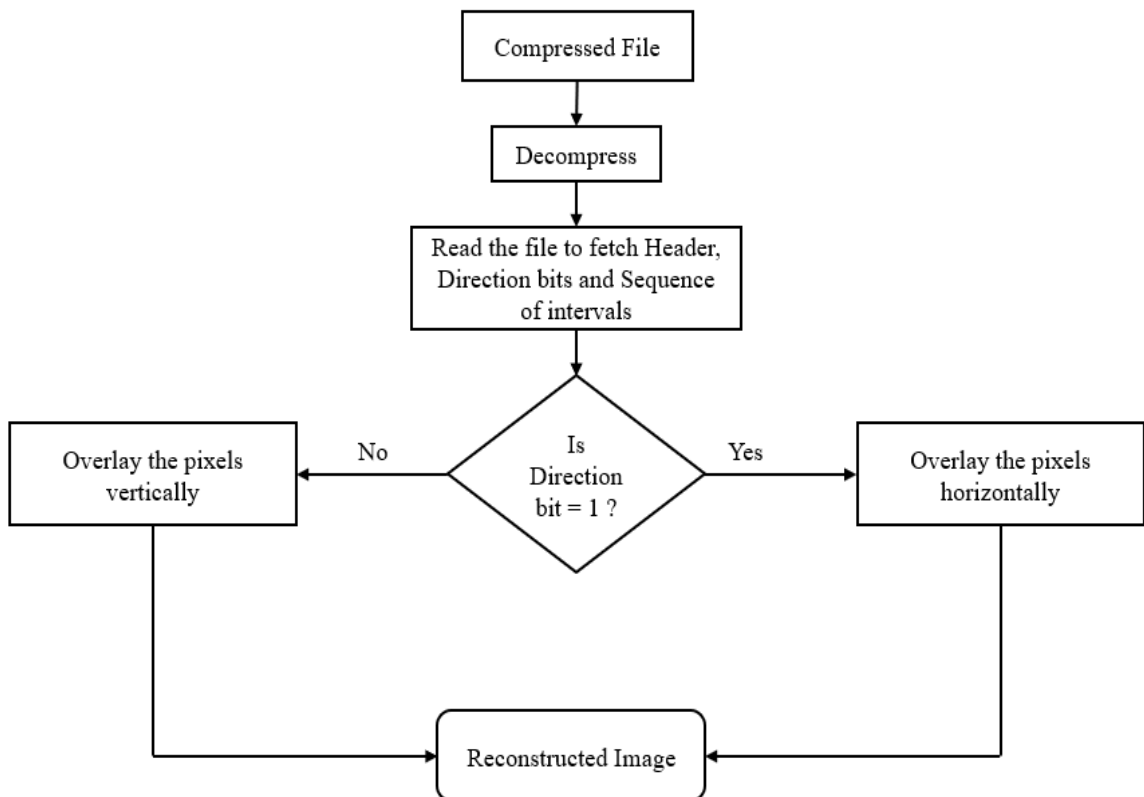 Compressed File
Decompress
Read the file to fetch Header,
Direction bits and Sequence
of intervals
Is
Direction
bit = 1 ?
No
Yes
Overlay the pixels
vertically
Overlay the pixels
horizontally
Reconstructed Image